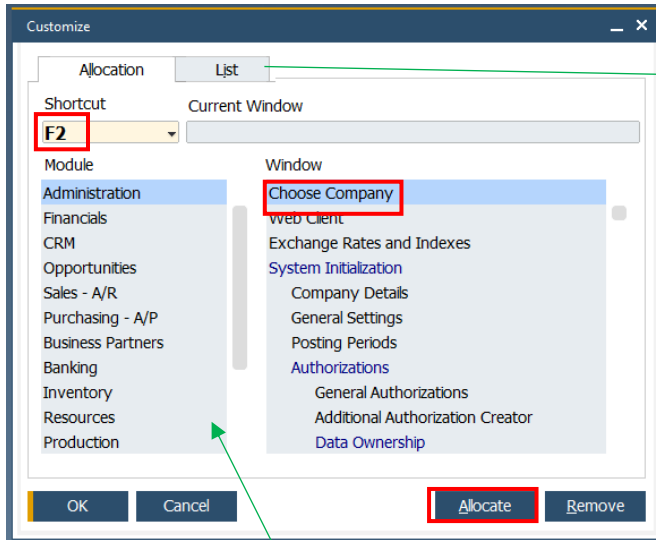 Customize
Allocation
List
Shortcut
Current Window
F2
Module
Window
Administration
Choose Company
Financials
Web Client
CRM
Exchange Rates and Indexes
Opportunities
System Initialization
Sales - A/R
Company Details
Purchasing - A/P
General Settings
Business Partners
Posting Periods
Banking
Authorizations
Inventory
General Authorizations
Resources
Additional Authorization Creator
Production
Data Ownership
OK
Cancel
Allocate
Remove